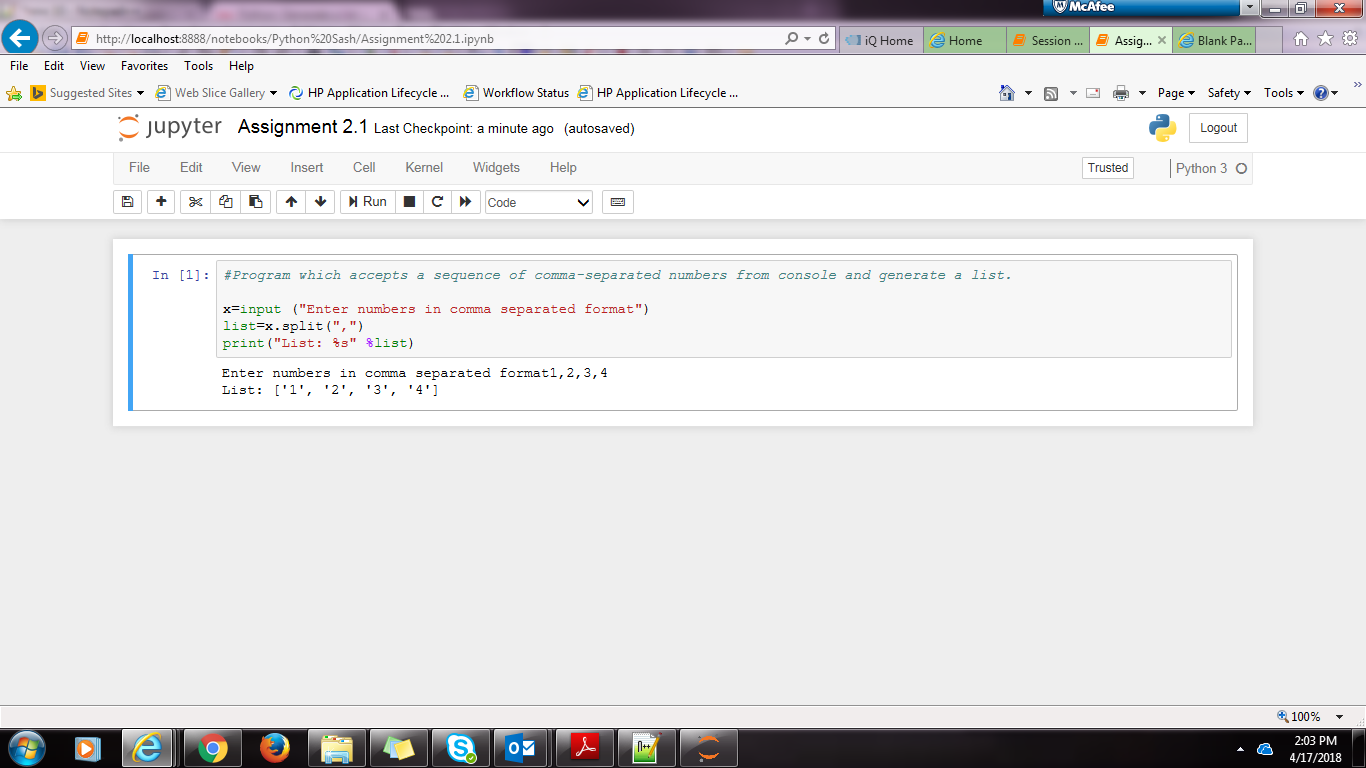 McAfee
http://localhost:8888/notebooks/Python%20Sash/Assignment%202.1.ipynb
iQ Home
Home
Session ...
Assig...
Blank Pa...
File Edit View Favorites Tools Help
Suggested Sites Web Slice Gallery HP Application Lifecycle ... Workflow Status HP Application Lifecycle ...
Page Safety Tools
jupyter Assignment 2.1 Last Checkpoint: a minute ago (autosaved)
Logout
File Edit View Insert Cell Kernel Widgets Help
Trusted
Python 3
Run
Code
In [1]:
#Program which accepts a sequence of comma-separated numbers from console and generate a list.
x=input ("Enter numbers in comma separated format")
list=x.split(",")
print("List: %s" %list)
Enter numbers in comma separated format1,2,3,4
List: ['1', '2', '3', '4']
100%
2:03 PM
4/17/2018